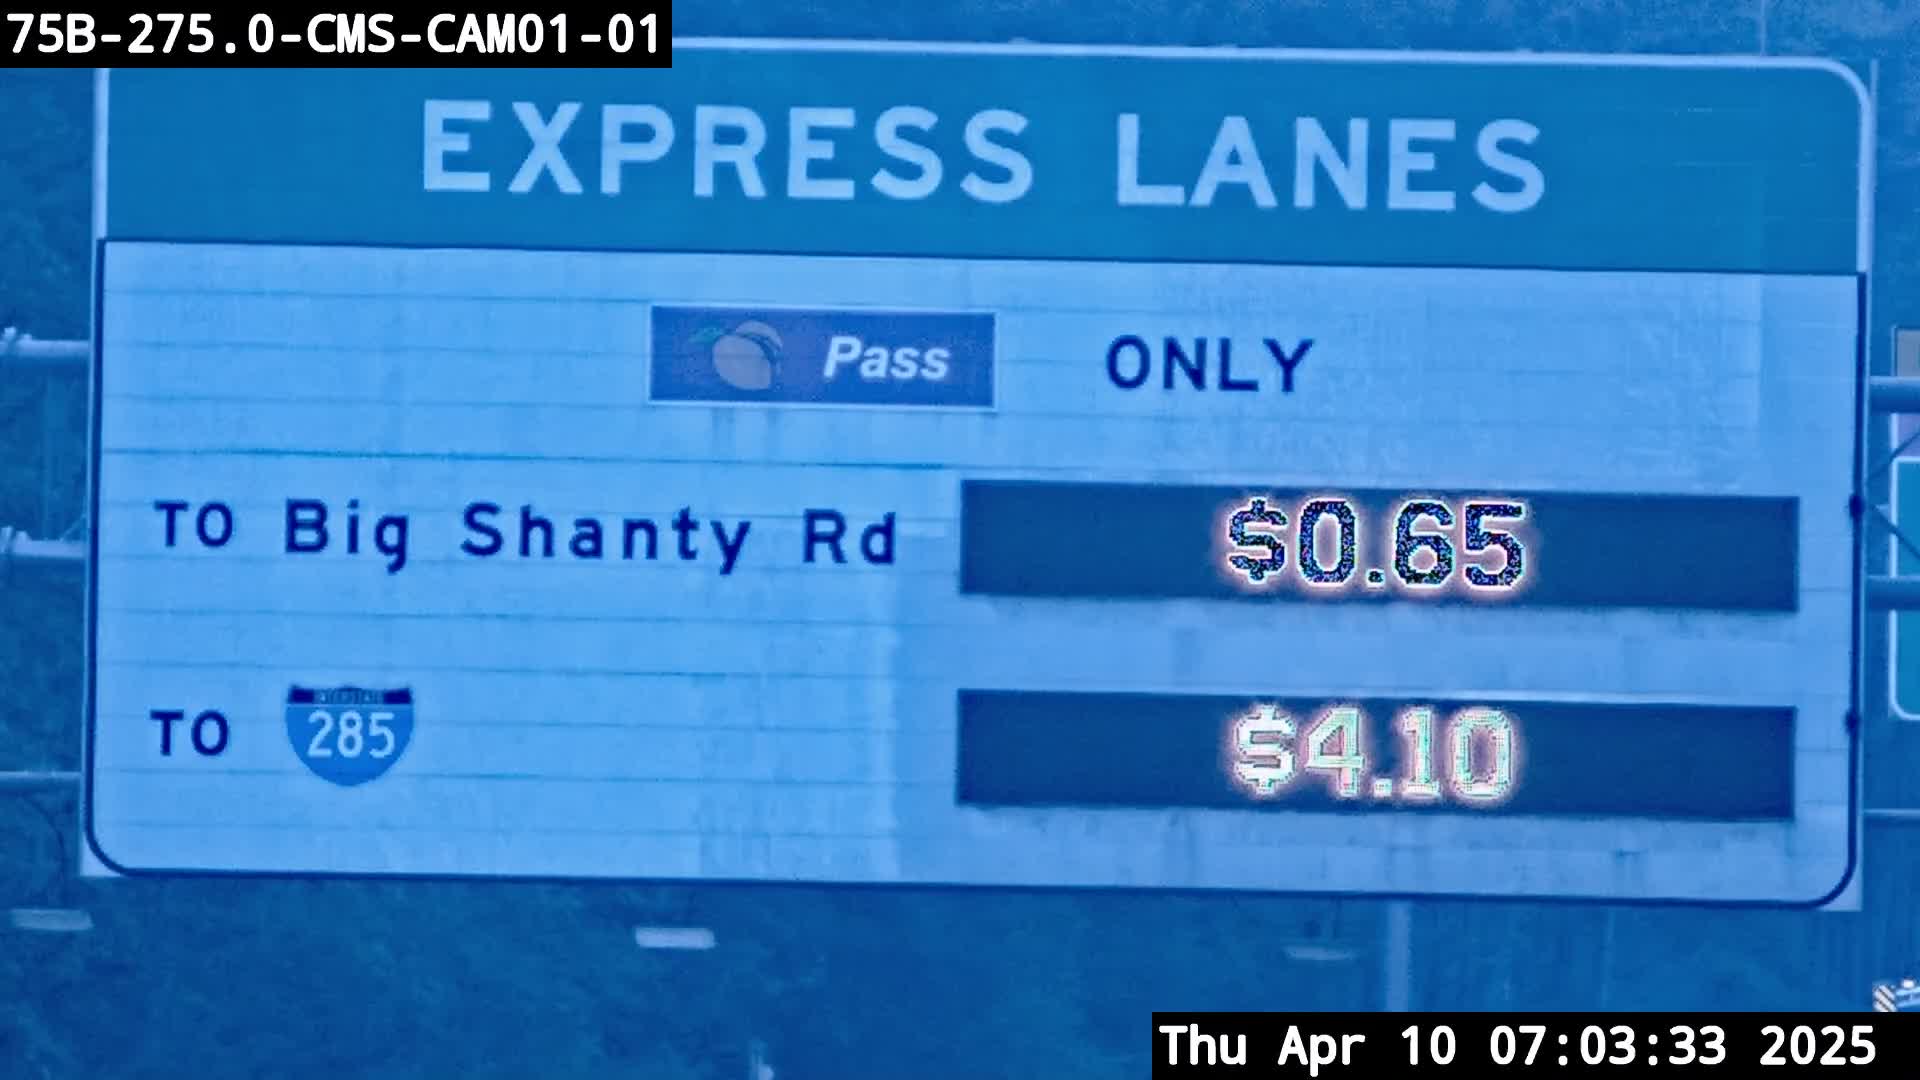 75B-275.0-CMS-CAM01-01
EXPRESS LANES
Pass ONLY
TO Big Shanty Rd $0.65
TO INTERSTATE 285 $4.10
Thu Apr 10 07:03:33 2025